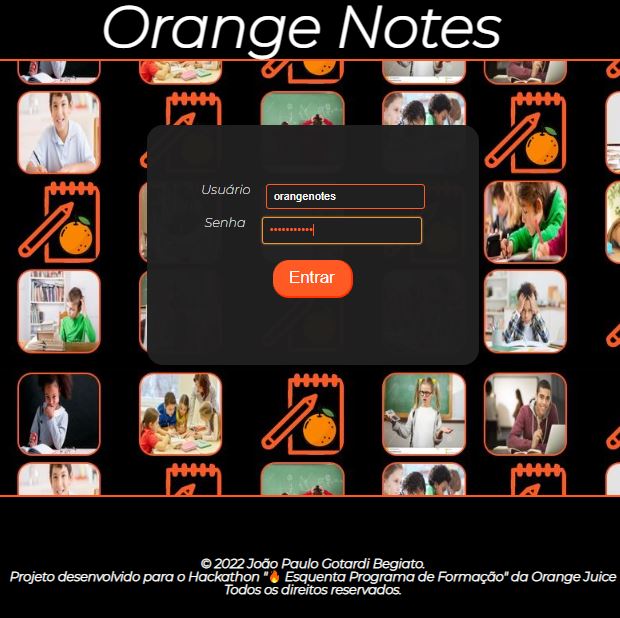 Orange Notes
Usuário
orangenotes
Senha
•••••••••••
Entrar
© 2022 João Paulo Gotardi Begiato.
Projeto desenvolvido para o Hackathon "🔥 Esquenta Programa de Formação" da Orange Juice
Todos os direitos reservados.